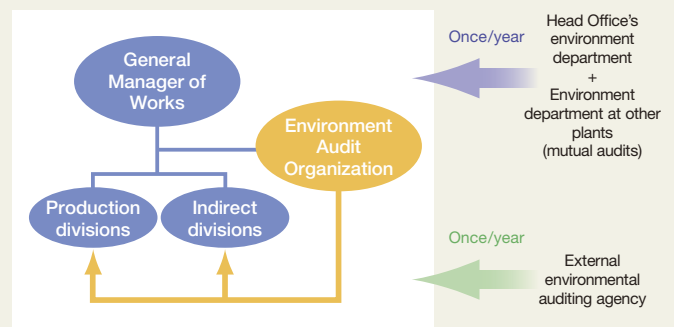 General
Manager of
Works
Environment
Audit
Organization
Production
divisions
Indirect
divisions
Once/year
Head Office's
environment
department
+
Environment
department at other
plants
(mutual audits)
Once/year
External
environmental
auditing agency